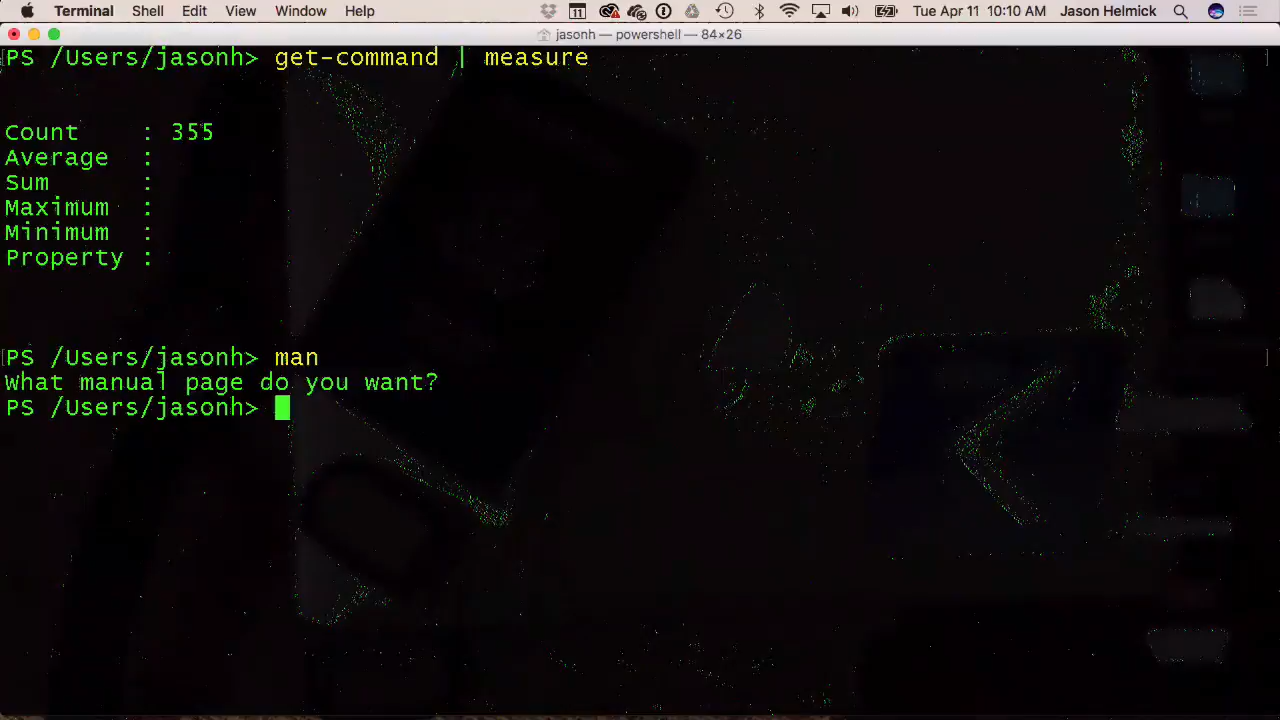 Terminal Shell Edit View Window Help 11 Tue Apr 11 10:10 AM Jason Helmick
jasonh — powershell — 84×26
PS /Users/jasonh> get-command | measure
Count : 355
Average :
Sum :
Maximum :
Minimum :
Property :
PS /Users/jasonh> man
What manual page do you want?
PS /Users/jasonh>